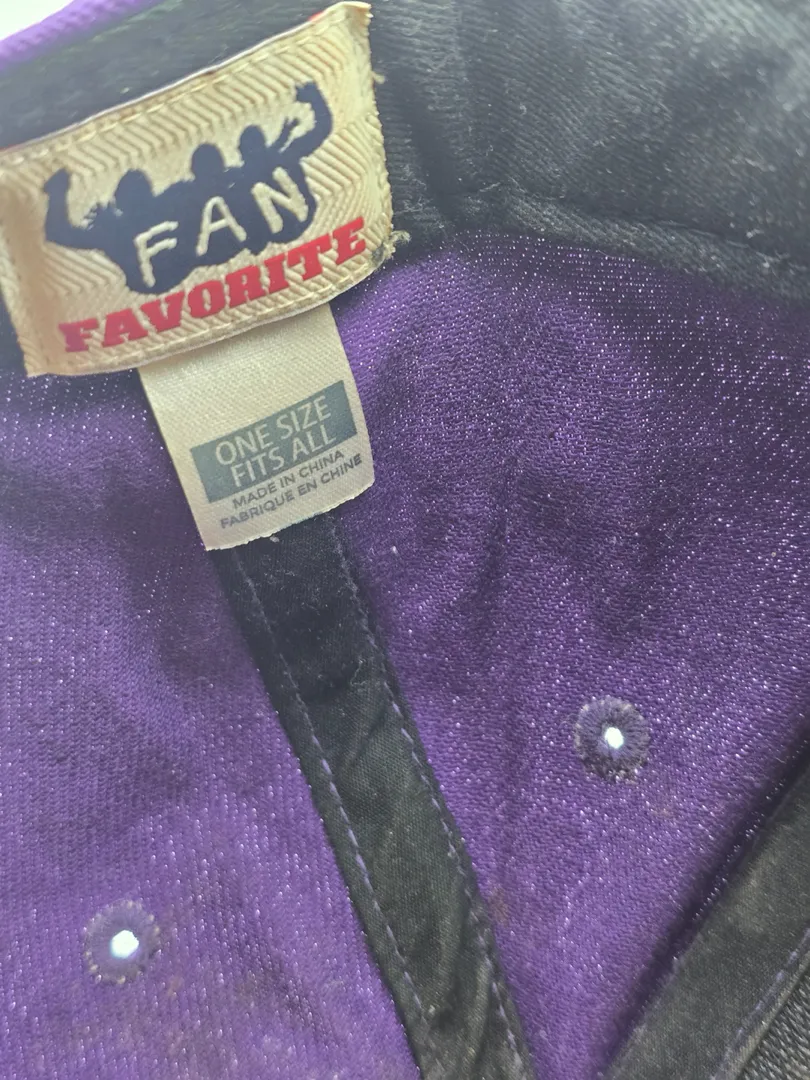 FAN
FAVORITE
ONE SIZE
FITS ALL
MADE IN CHINA
FABRIQUE EN CHINE